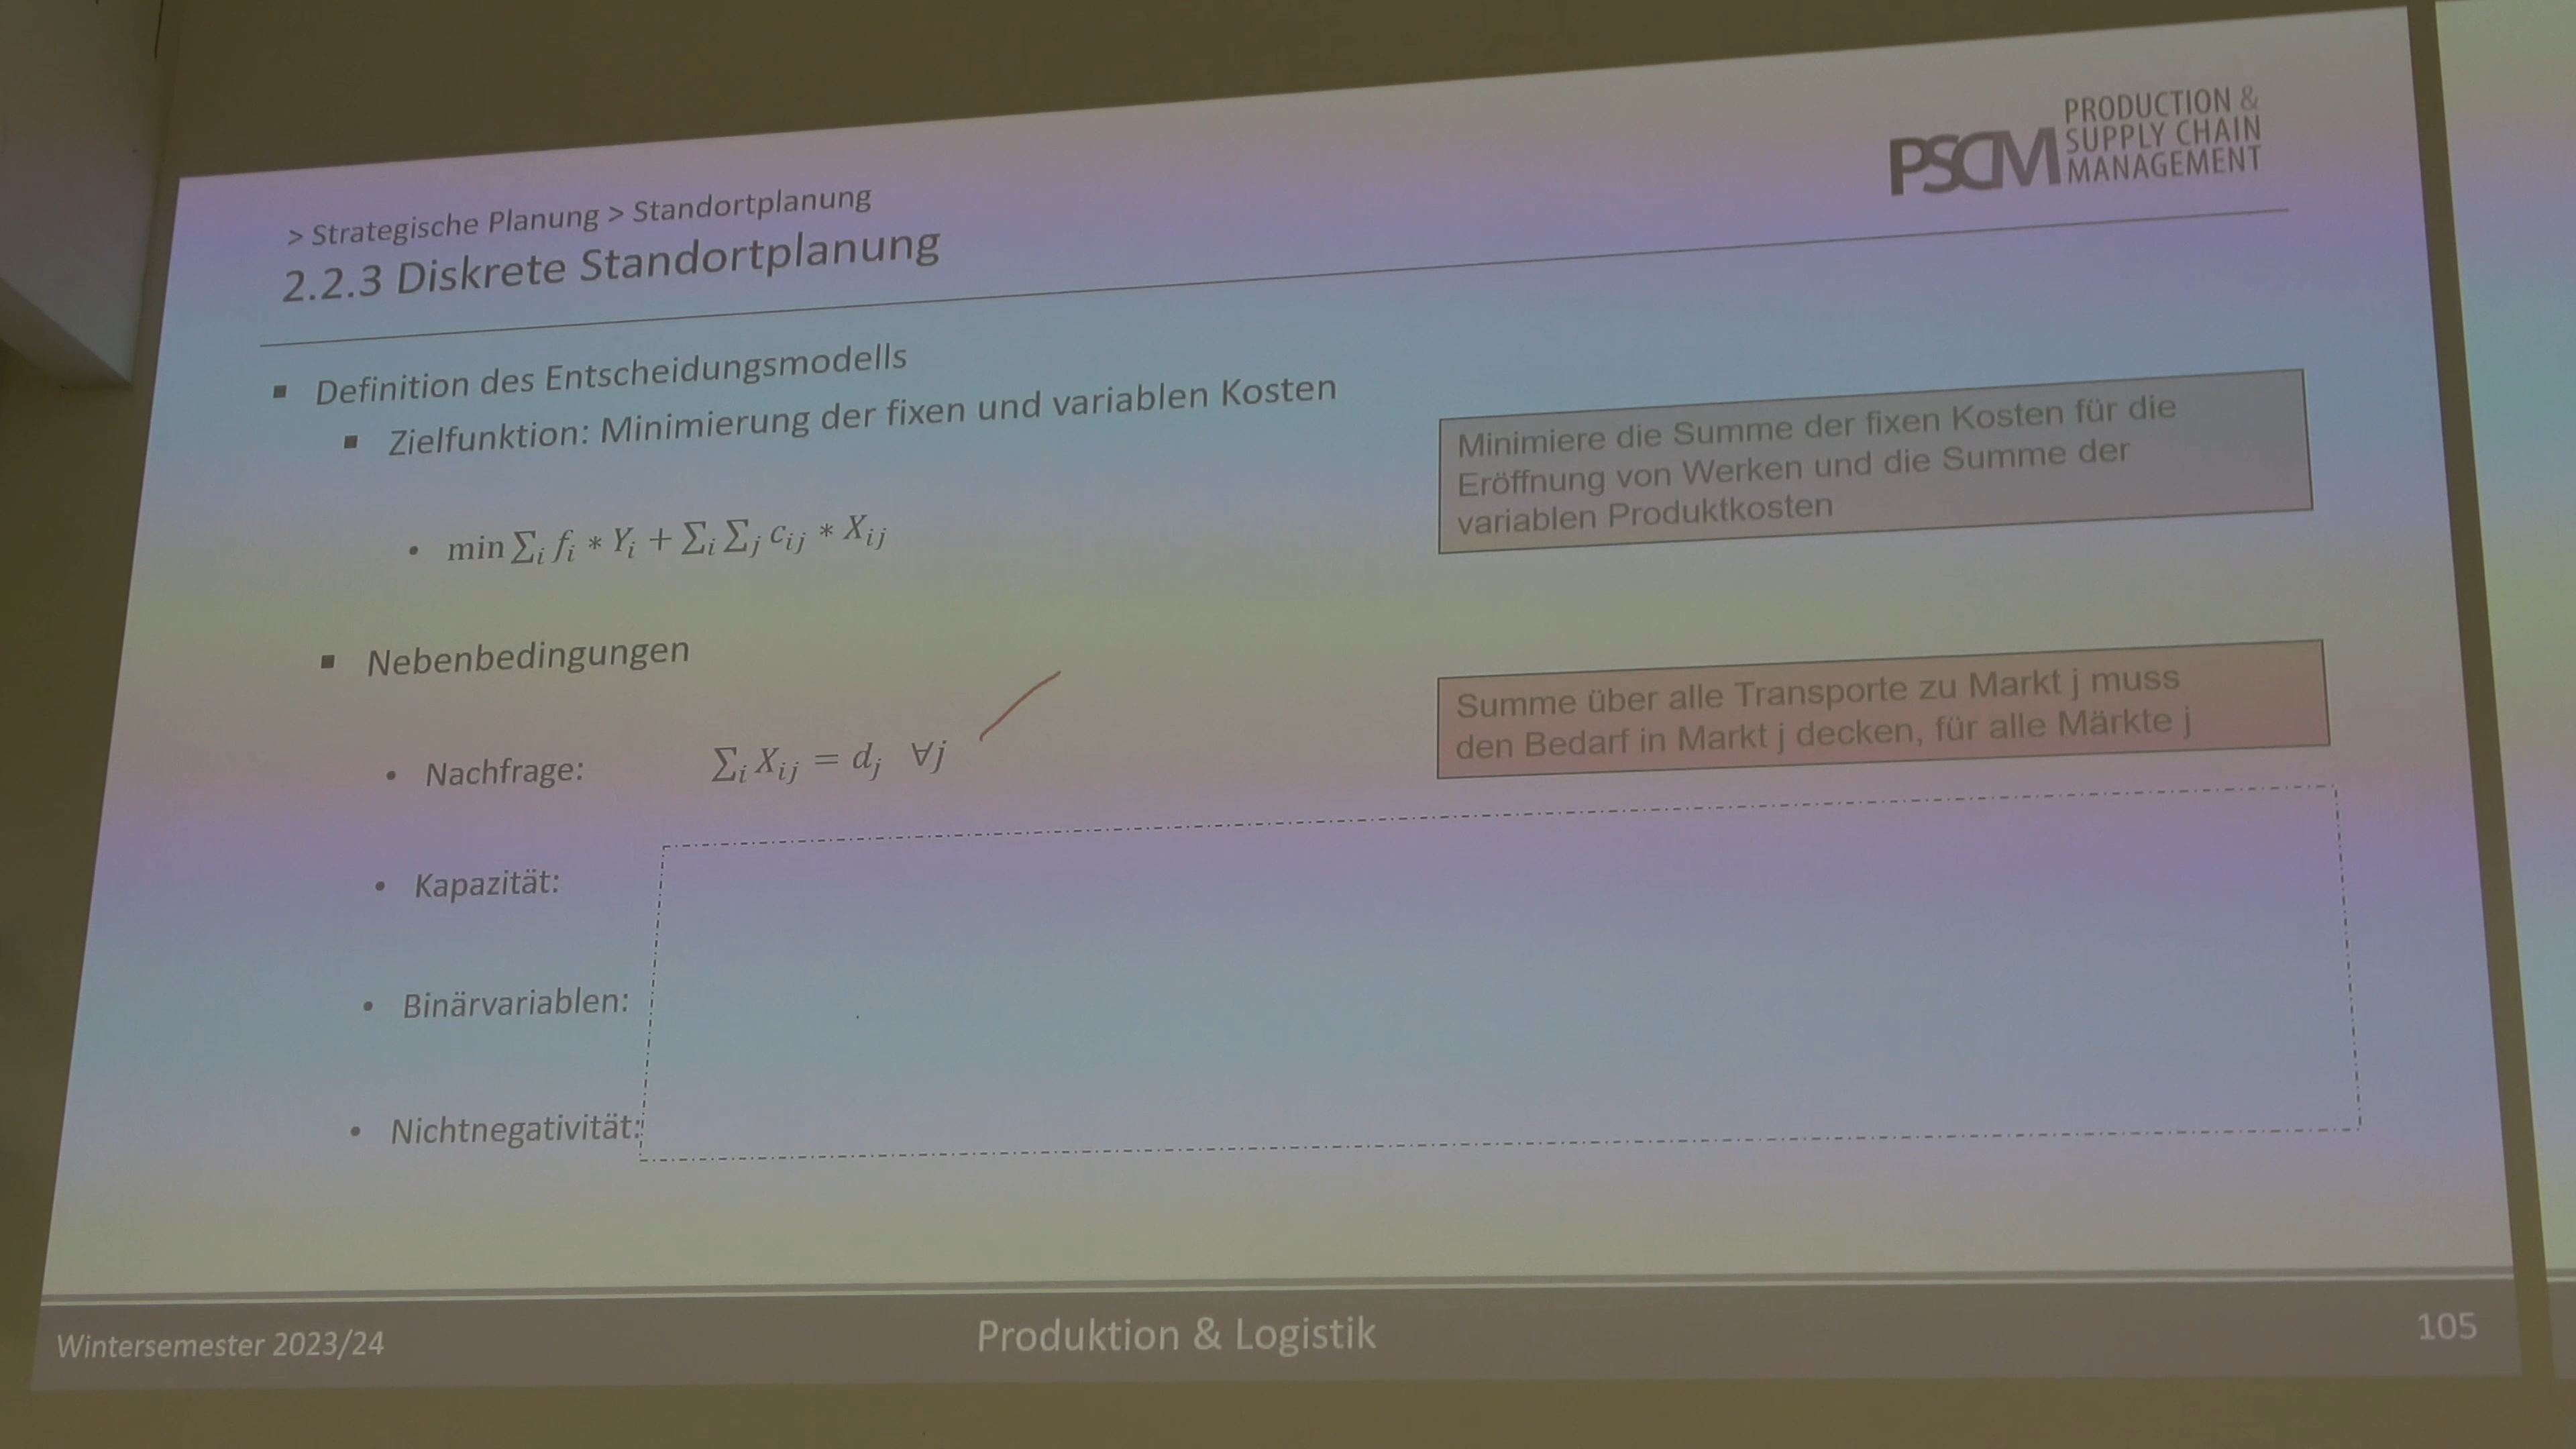 PSCM
PRODUCTION &
SUPPLY CHAIN
MANAGEMENT
> Strategische Planung > Standortplanung
2.2.3 Diskrete Standortplanung
▪ Definition des Entscheidungsmodells
▪ Zielfunktion: Minimierung der fixen und variablen Kosten
• min ∑ᵢ fᵢ * Yᵢ + ∑ᵢ ∑ⱼ cᵢⱼ * Xᵢⱼ
Minimiere die Summe der fixen Kosten für die
Eröffnung von Werken und die Summe der
variablen Produktkosten
▪ Nebenbedingungen
• Nachfrage: ∑ᵢ Xᵢⱼ = dⱼ ∀j
Summe über alle Transporte zu Markt j muss
den Bedarf in Markt j decken, für alle Märkte j
• Kapazität:
• Binärvariablen:
• Nichtnegativität:
Wintersemester 2023/24
Produktion & Logistik
105